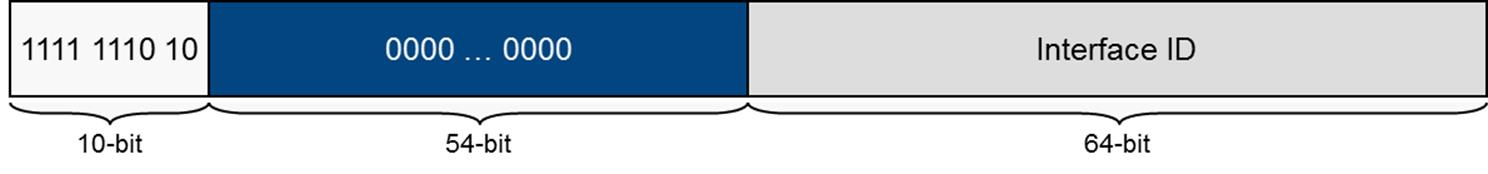 1111 1110 10 0000 … 0000 Interface ID
10-bit 54-bit 64-bit